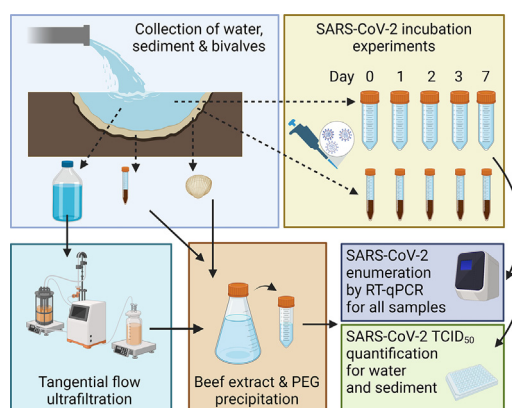 Collection of water,
sediment & bivalves
SARS-CoV-2 incubation
experiments
Day 0 1 2 3 7
Tangential flow
ultrafiltration
Beef extract & PEG
precipitation
SARS-CoV-2
enumeration
by RT-qPCR
for all samples
SARS-CoV-2 TCID₅₀
quantification
for water
and sediment